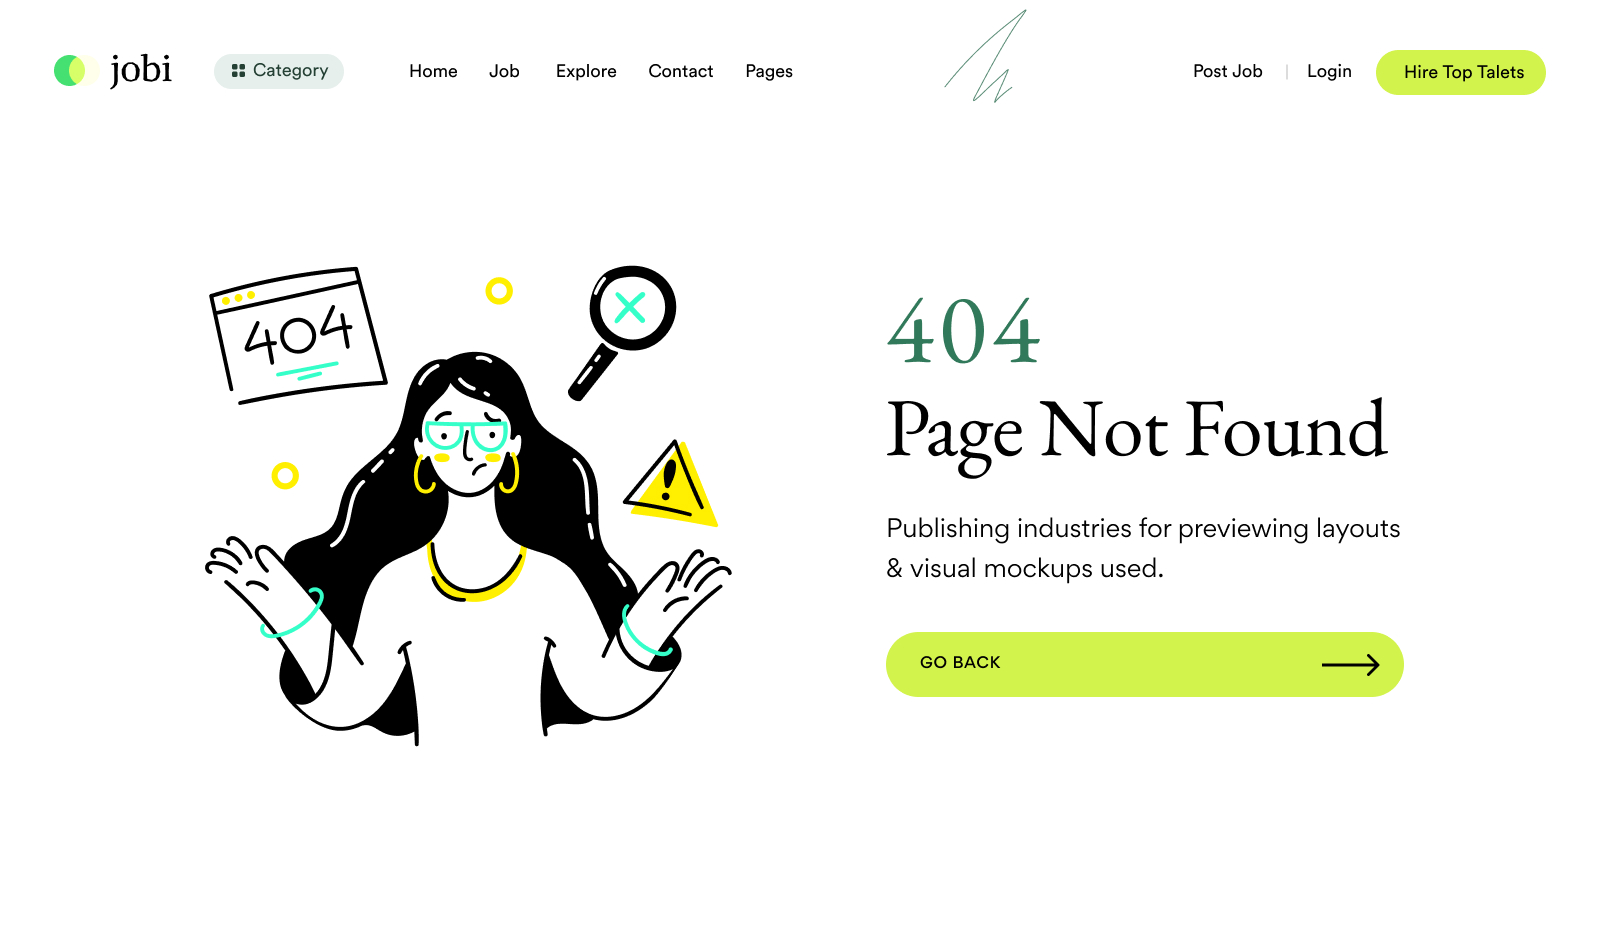 jobi
Category
Home Job Explore Contact Pages
Post Job | Login
Hire Top Talets
404
404
Page Not Found
Publishing industries for previewing layouts
& visual mockups used.
GO BACK